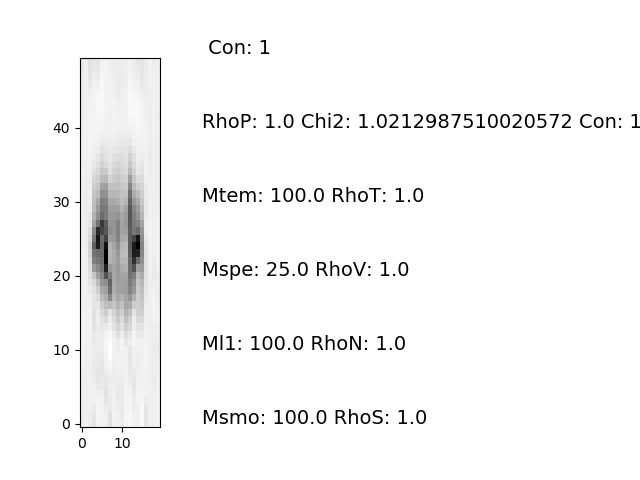 Con: 1
RhoP: 1.0 Chi2: 1.0212987510020572 Con: 1
Mtem: 100.0 RhoT: 1.0
Mspe: 25.0 RhoV: 1.0
Ml1: 100.0 RhoN: 1.0
Msmo: 100.0 RhoS: 1.0
40
30
20
10
0
0 10